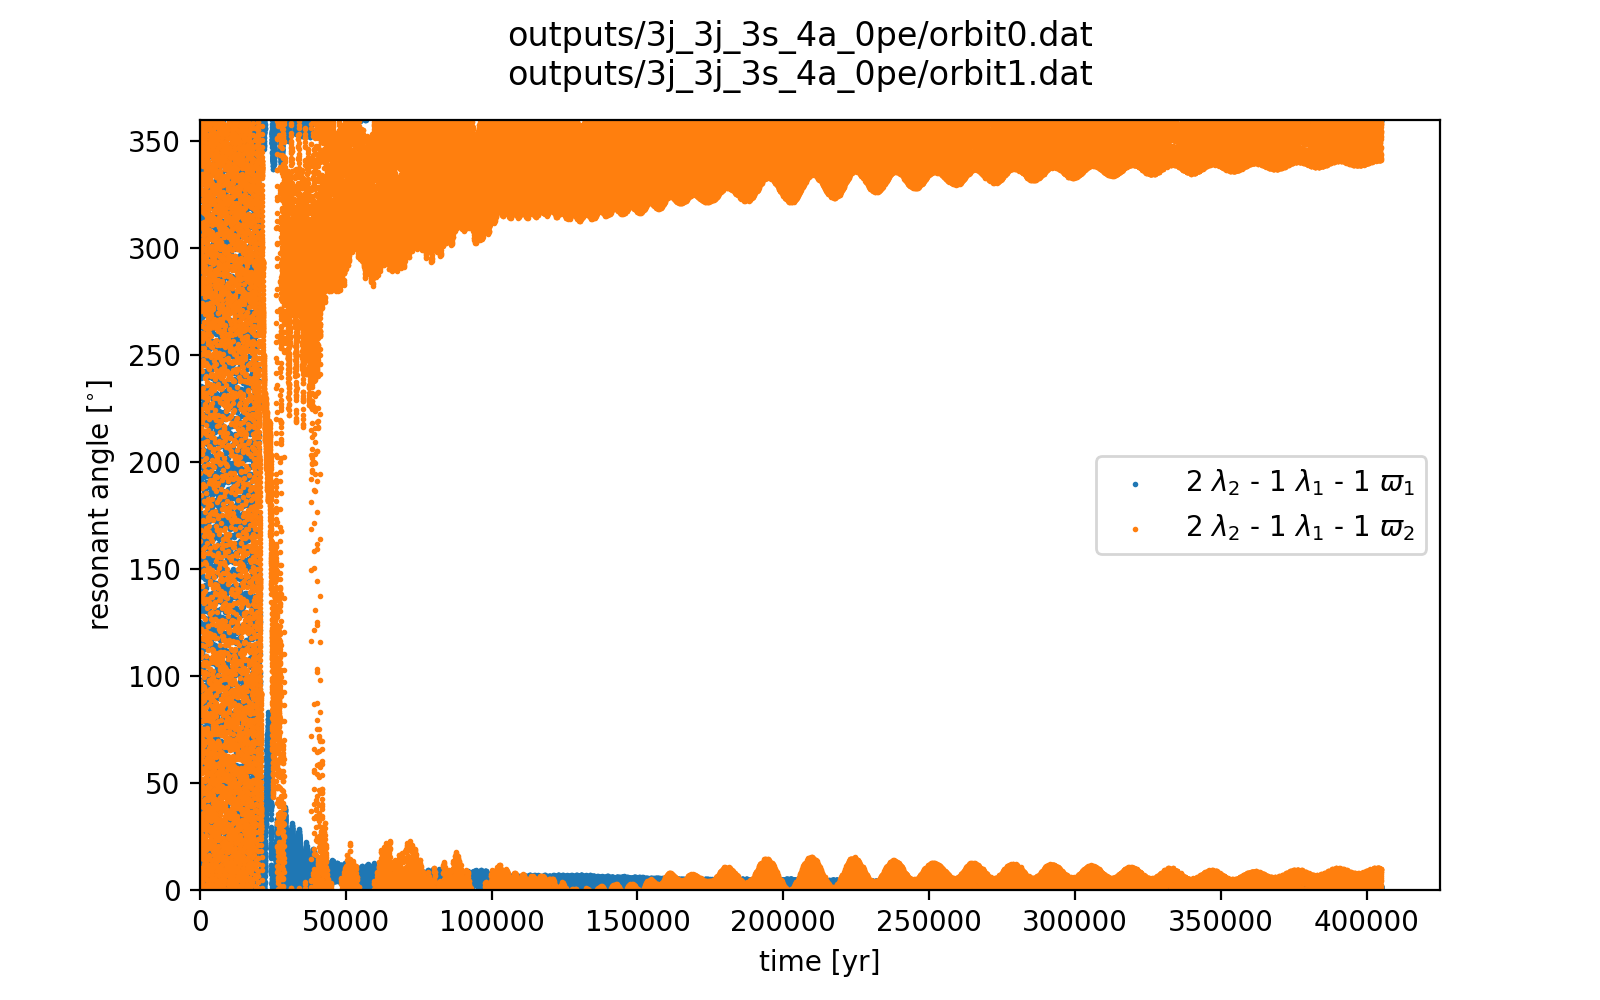 outputs/3j_3j_3s_4a_0pe/orbit0.dat
outputs/3j_3j_3s_4a_0pe/orbit1.dat
350
300
250
200
150
100
50
0
resonant angle [°]
2 λ₂ - 1 λ₁ - 1 ϖ₁
2 λ₂ - 1 λ₁ - 1 ϖ₂
0 50000 100000 150000 200000 250000 300000 350000 400000
time [yr]